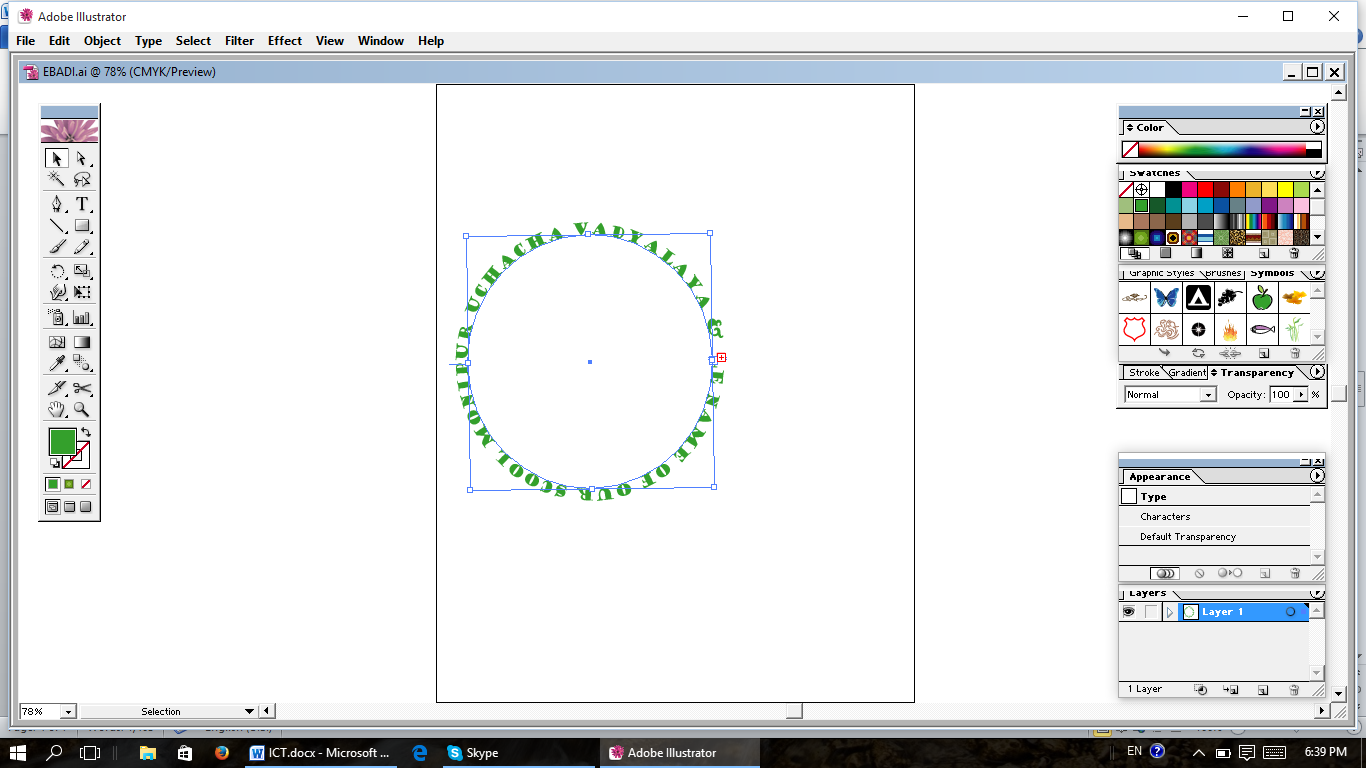 Adobe Illustrator
File Edit Object Type Select Filter Effect View Window Help
EBADI.ai @ 78% (CMYK/Preview)
T
Color
Swatches
E NAME OF OUR SCOOL MONIPUR UCHACHA VADYALAYA &
Graphic Styles Brushes Symbols
Stroke Gradient Transparency
Normal Opacity: 100 %
Appearance
Type
Characters
Default Transparency
Layers
Layer 1
1 Layer
78% Selection
ICT.docx - Microsoft ... Skype Adobe Illustrator EN 6:39 PM